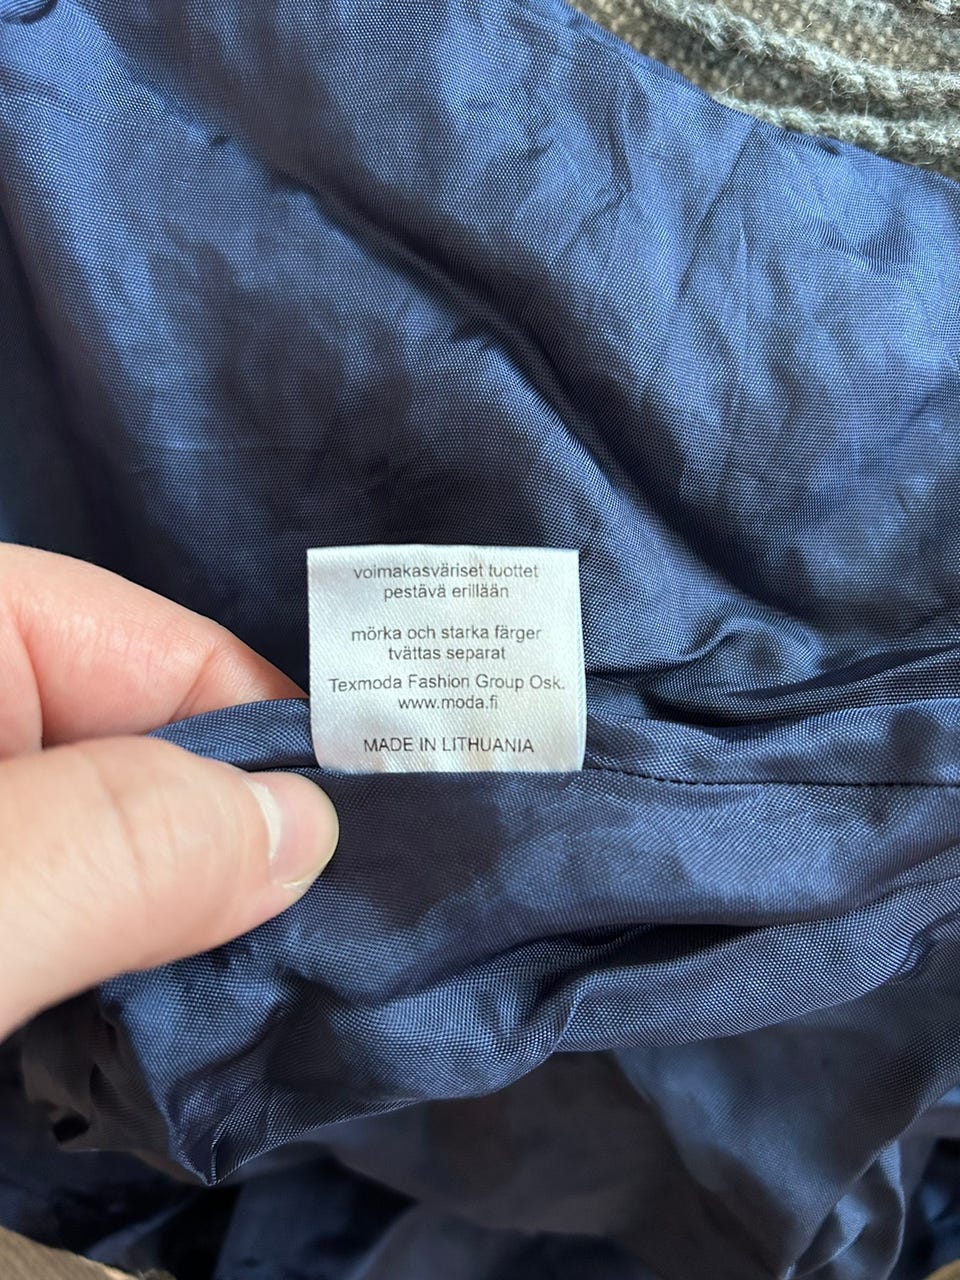 voimakasväriset tuottet
pestävä erillään
mörka och starka färger
tvättas separat
Texmoda Fashion Group Osk.
www.moda.fi
MADE IN LITHUANIA